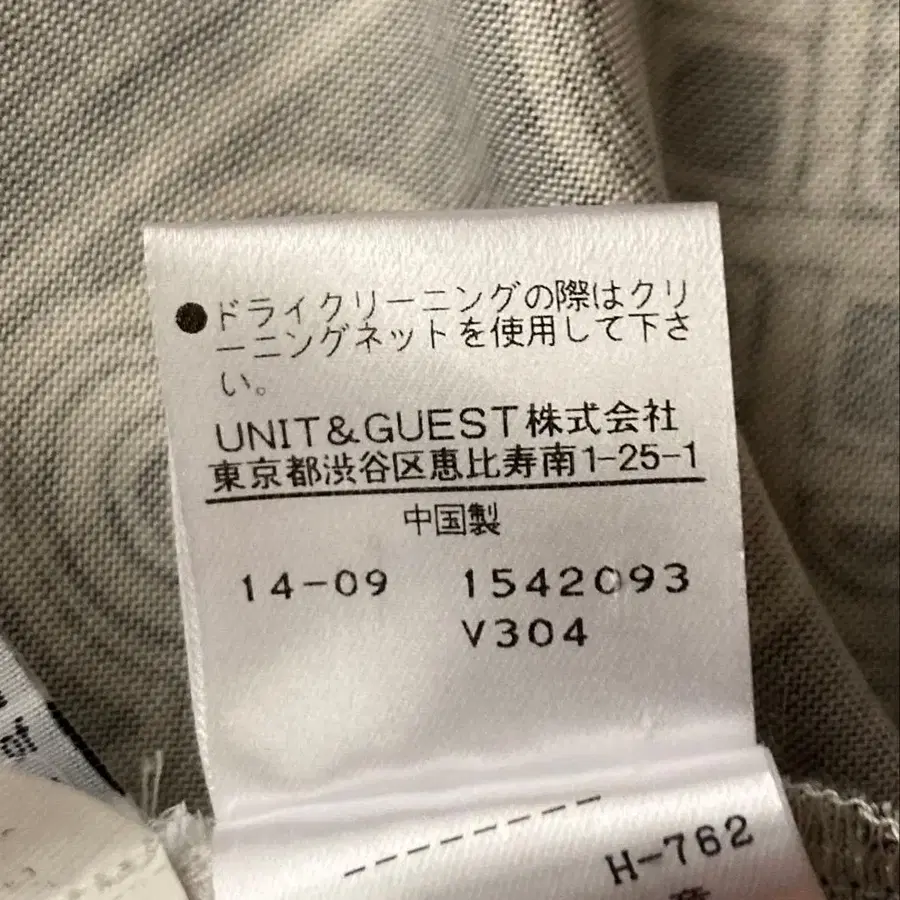 ●ドライクリーニングの際はクリ
ーニングネットを使用して下さ
い。
UNIT&GUEST株式会社
東京都渋谷区恵比寿南1-25-1
中国製
14-09 1542093
V304
H-762